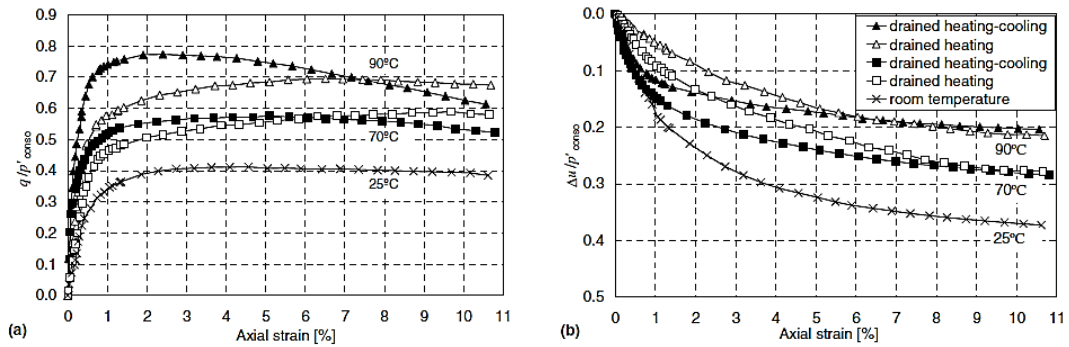 0.9
0.8
0.7
0.6
0.5
0.4
0.3
0.2
0.1
0.0
q/p'conso
90ºC
70ºC
25ºC
0 1 2 3 4 5 6 7 8 9 10 11
(a)
Axial strain [%]
0.0
0.1
0.2
0.3
0.4
0.5
Δu/p'conso
drained heating-cooling
drained heating
drained heating-cooling
drained heating
room temperature
90ºC
70ºC
25ºC
0 1 2 3 4 5 6 7 8 9 10 11
(b)
Axial strain [%]